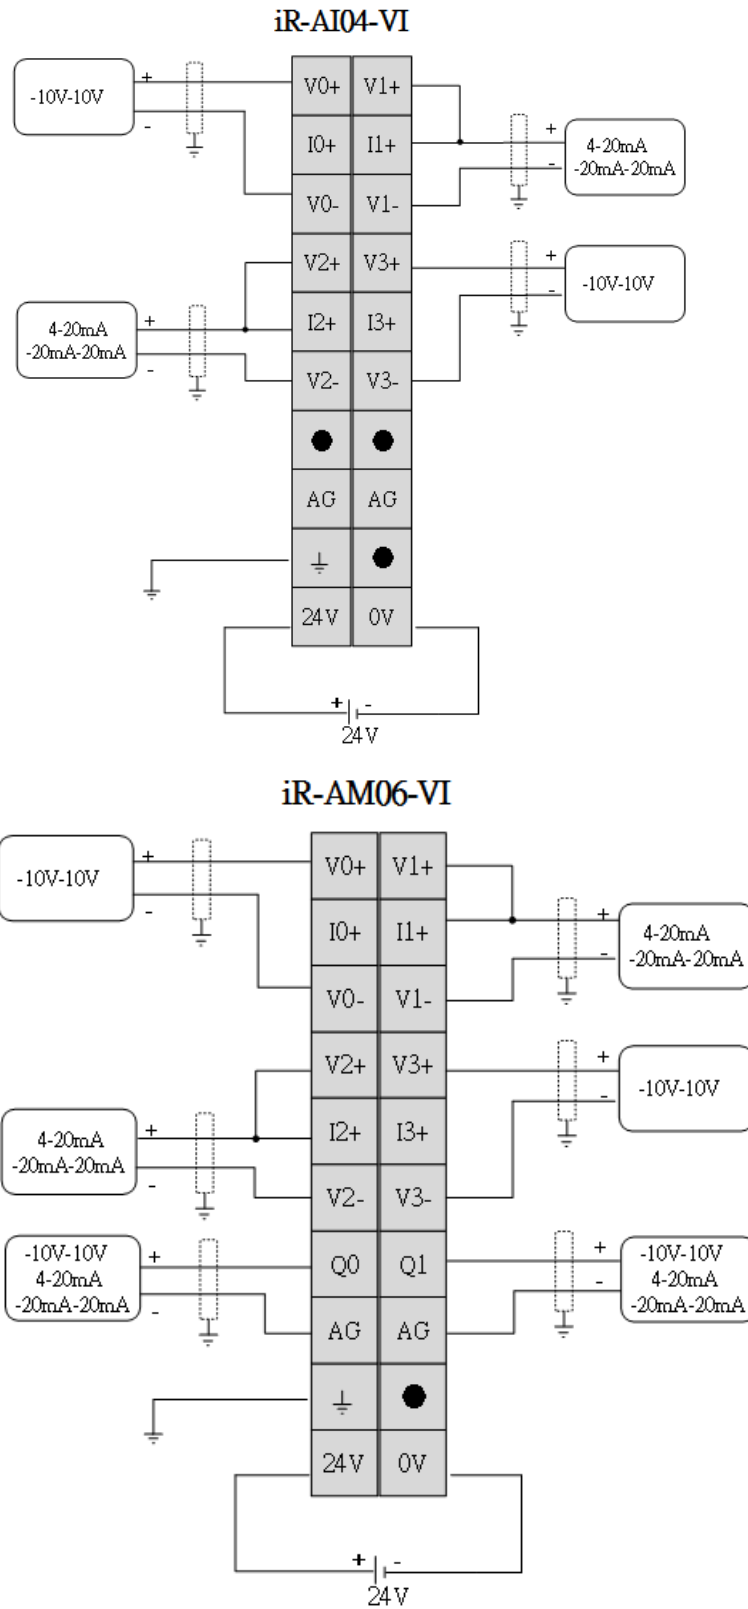 iR-AI04-VI
-10V-10V
+
-
V0+ V1+
I0+ I1+
V0- V1-
V2+ V3+
I2+ I3+
V2- V3-
AG AG
24V 0V
+
-
4-20mA
-20mA-20mA
+
-
-10V-10V
+
-
4-20mA
-20mA-20mA
+ -
24V
iR-AM06-VI
-10V-10V
+
-
V0+ V1+
I0+ I1+
V0- V1-
V2+ V3+
I2+ I3+
V2- V3-
Q0 Q1
AG AG
24V 0V
+
-
4-20mA
-20mA-20mA
+
-
-10V-10V
4-20mA
-20mA-20mA
+
-
-10V-10V
4-20mA
-20mA-20mA
+
-
+
-
-10V-10V
+
-
-10V-10V
4-20mA
-20mA-20mA
+ -
24V